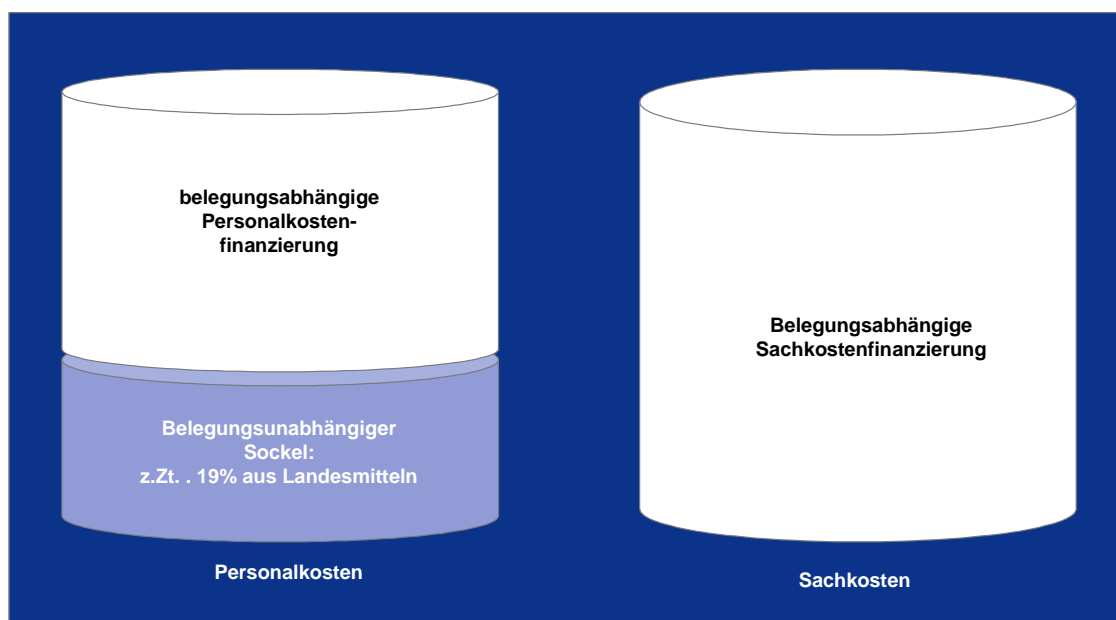 belegungsabhängige
Personalkosten-
finanzierung
Belegungsunabhängiger
Sockel:
z.Zt. . 19% aus Landesmitteln
Personalkosten
Belegungsabhängige
Sachkostenfinanzierung
Sachkosten